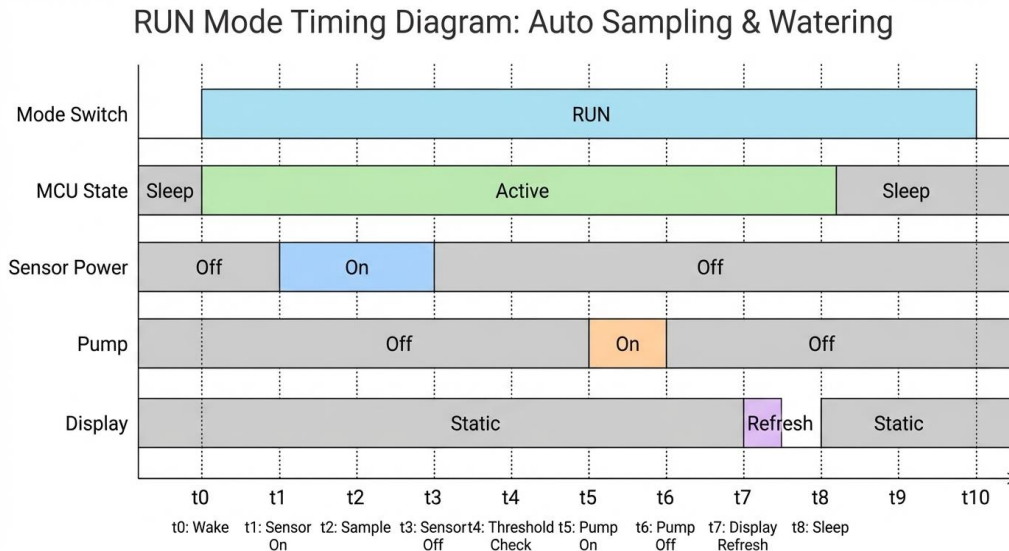 RUN Mode Timing Diagram: Auto Sampling & Watering
Mode Switch
RUN
MCU State
Sleep
Active
Sleep
Sensor Power
Off
On
Off
Pump
Off
On
Off
Display
Static
Refresh
Static
t0 t1 t2 t3 t4 t5 t6 t7 t8 t9 t10
t0: Wake
t1: Sensor
On
t2: Sample
t3: Sensor
Off
t4: Threshold
Check
t5: Pump
On
t6: Pump
Off
t7: Display
Refresh
t8: Sleep